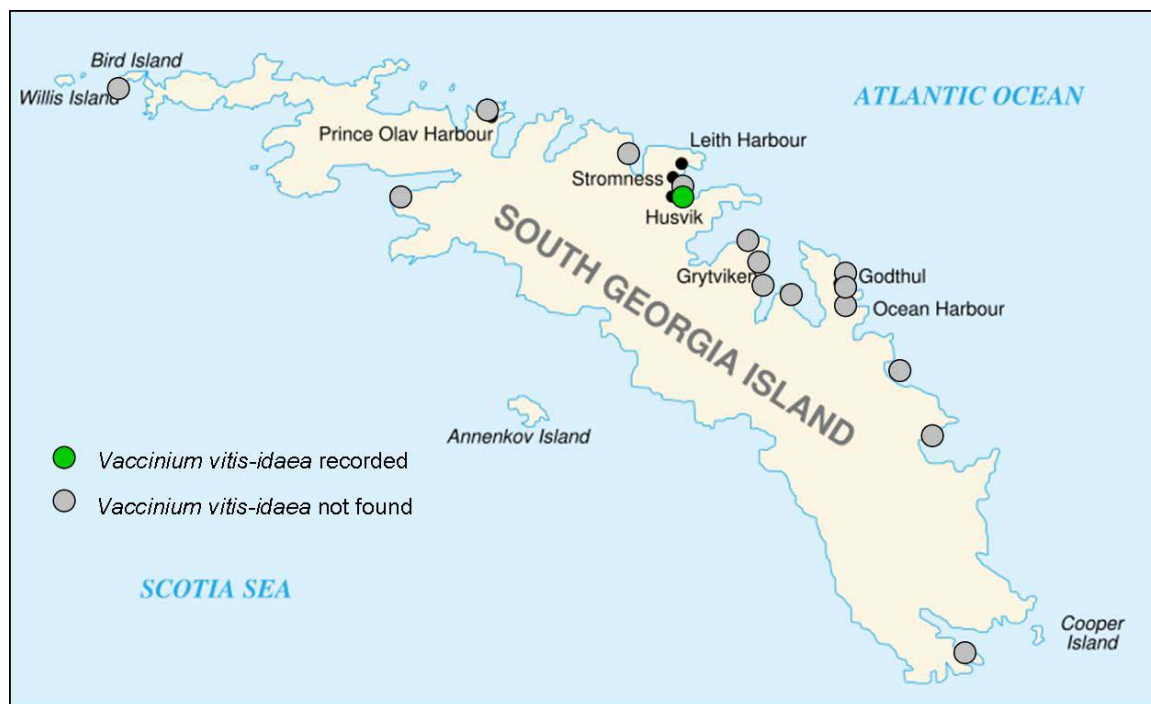 Bird Island
Willis Island
ATLANTIC OCEAN
Prince Olav Harbour
Leith Harbour
Stromness
Husvik
SOUTH GEORGIA ISLAND
Grytviken
Godthul
Ocean Harbour
Annenkov Island
Vaccinium vitis-idaea recorded
Vaccinium vitis-idaea not found
SCOTIA SEA
Cooper
Island